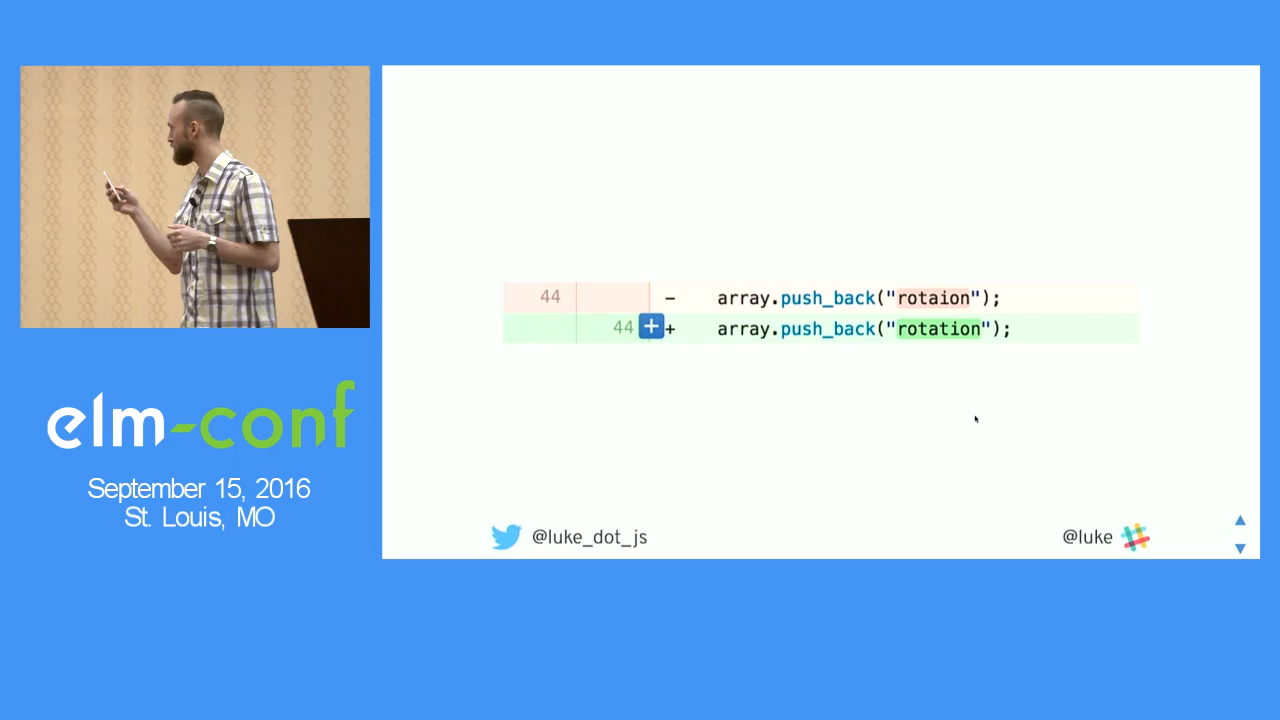 elm-conf
September 15, 2016
St. Louis, MO
44 - array.push_back("rotaion");
44 + + array.push_back("rotation");
@luke_dot_js
@luke